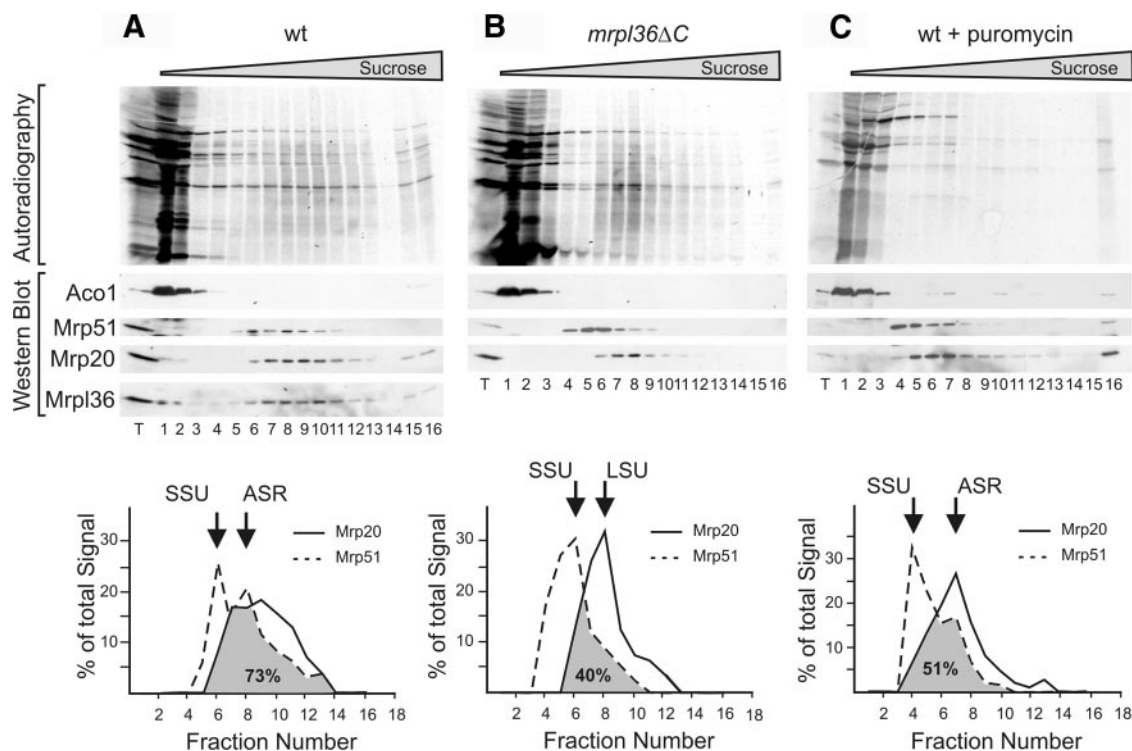 A wt B mrpl36ΔC C wt + puromycin
Sucrose Sucrose Sucrose
Autoradiography
Western Blot
Aco1
Mrp51
Mrp20
T 1 2 3 4 5 6 7 8 9 10 11 12 13 14 15 16 T 1 2 3 4 5 6 7 8 9 10 11 12 13 14 15 16
Mrpl36
T 1 2 3 4 5 6 7 8 9 10 11 12 13 14 15 16
SSU ASR
% of total Signal
30
20
10
Mrp20
Mrp51
73%
2 4 6 8 10 12 14 16 18
Fraction Number
SSU LSU
% of total Signal
30
20
10
Mrp20
Mrp51
40%
2 4 6 8 10 12 14 16 18
Fraction Number
SSU ASR
% of total Signal
30
20
10
Mrp20
Mrp51
51%
2 4 6 8 10 12 14 16 18
Fraction Number